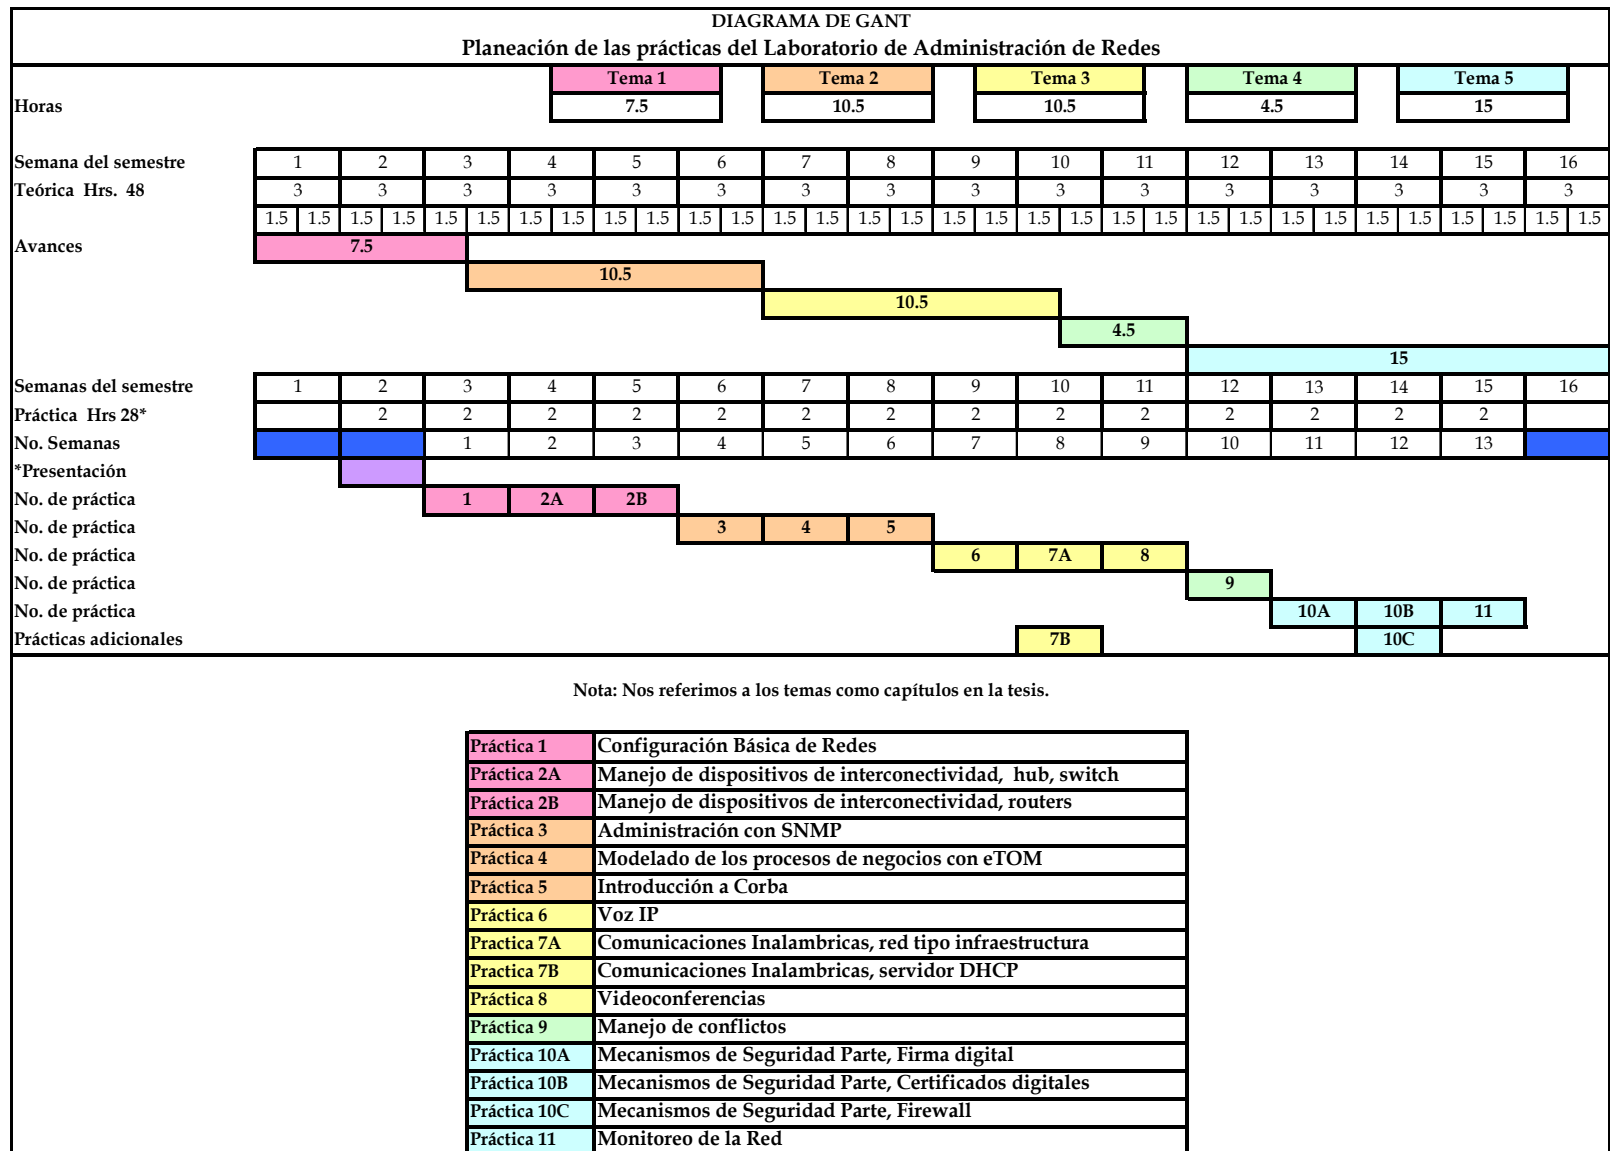 DIAGRAMA DE GANT
Planeación de las prácticas del Laboratorio de Administración de Redes
Tema 1 Tema 2 Tema 3 Tema 4 Tema 5
Horas 7.5 10.5 10.5 4.5 15
Semana del semestre 1 2 3 4 5 6 7 8 9 10 11 12 13 14 15 16
Teórica Hrs. 48 3 3 3 3 3 3 3 3 3 3 3 3 3 3 3 3
1.5 1.5 1.5 1.5 1.5 1.5 1.5 1.5 1.5 1.5 1.5 1.5 1.5 1.5 1.5 1.5 1.5 1.5 1.5 1.5 1.5 1.5 1.5 1.5 1.5 1.5 1.5 1.5 1.5 1.5 1.5 1.5
Avances 7.5
10.5
10.5
4.5
15
Semanas del semestre 1 2 3 4 5 6 7 8 9 10 11 12 13 14 15 16
Práctica Hrs 28* 2 2 2 2 2 2 2 2 2 2 2 2 2 2
No. Semanas 1 2 3 4 5 6 7 8 9 10 11 12 13
*Presentación
No. de práctica 1 2A 2B
No. de práctica 3 4 5
No. de práctica 6 7A 8
No. de práctica 9
No. de práctica 10A 10B 11
Prácticas adicionales 7B 10C
Nota: Nos referimos a los temas como capítulos en la tesis.
Práctica 1 Configuración Básica de Redes
Práctica 2A Manejo de dispositivos de interconectividad, hub, switch
Práctica 2B Manejo de dispositivos de interconectividad, routers
Práctica 3 Administración con SNMP
Práctica 4 Modelado de los procesos de negocios con eTOM
Práctica 5 Introducción a Corba
Práctica 6 Voz IP
Practica 7A Comunicaciones Inalambricas, red tipo infraestructura
Practica 7B Comunicaciones Inalambricas, servidor DHCP
Práctica 8 Videoconferencias
Práctica 9 Manejo de conflictos
Práctica 10A Mecanismos de Seguridad Parte, Firma digital
Práctica 10B Mecanismos de Seguridad Parte, Certificados digitales
Práctica 10C Mecanismos de Seguridad Parte, Firewall
Práctica 11 Monitoreo de la Red